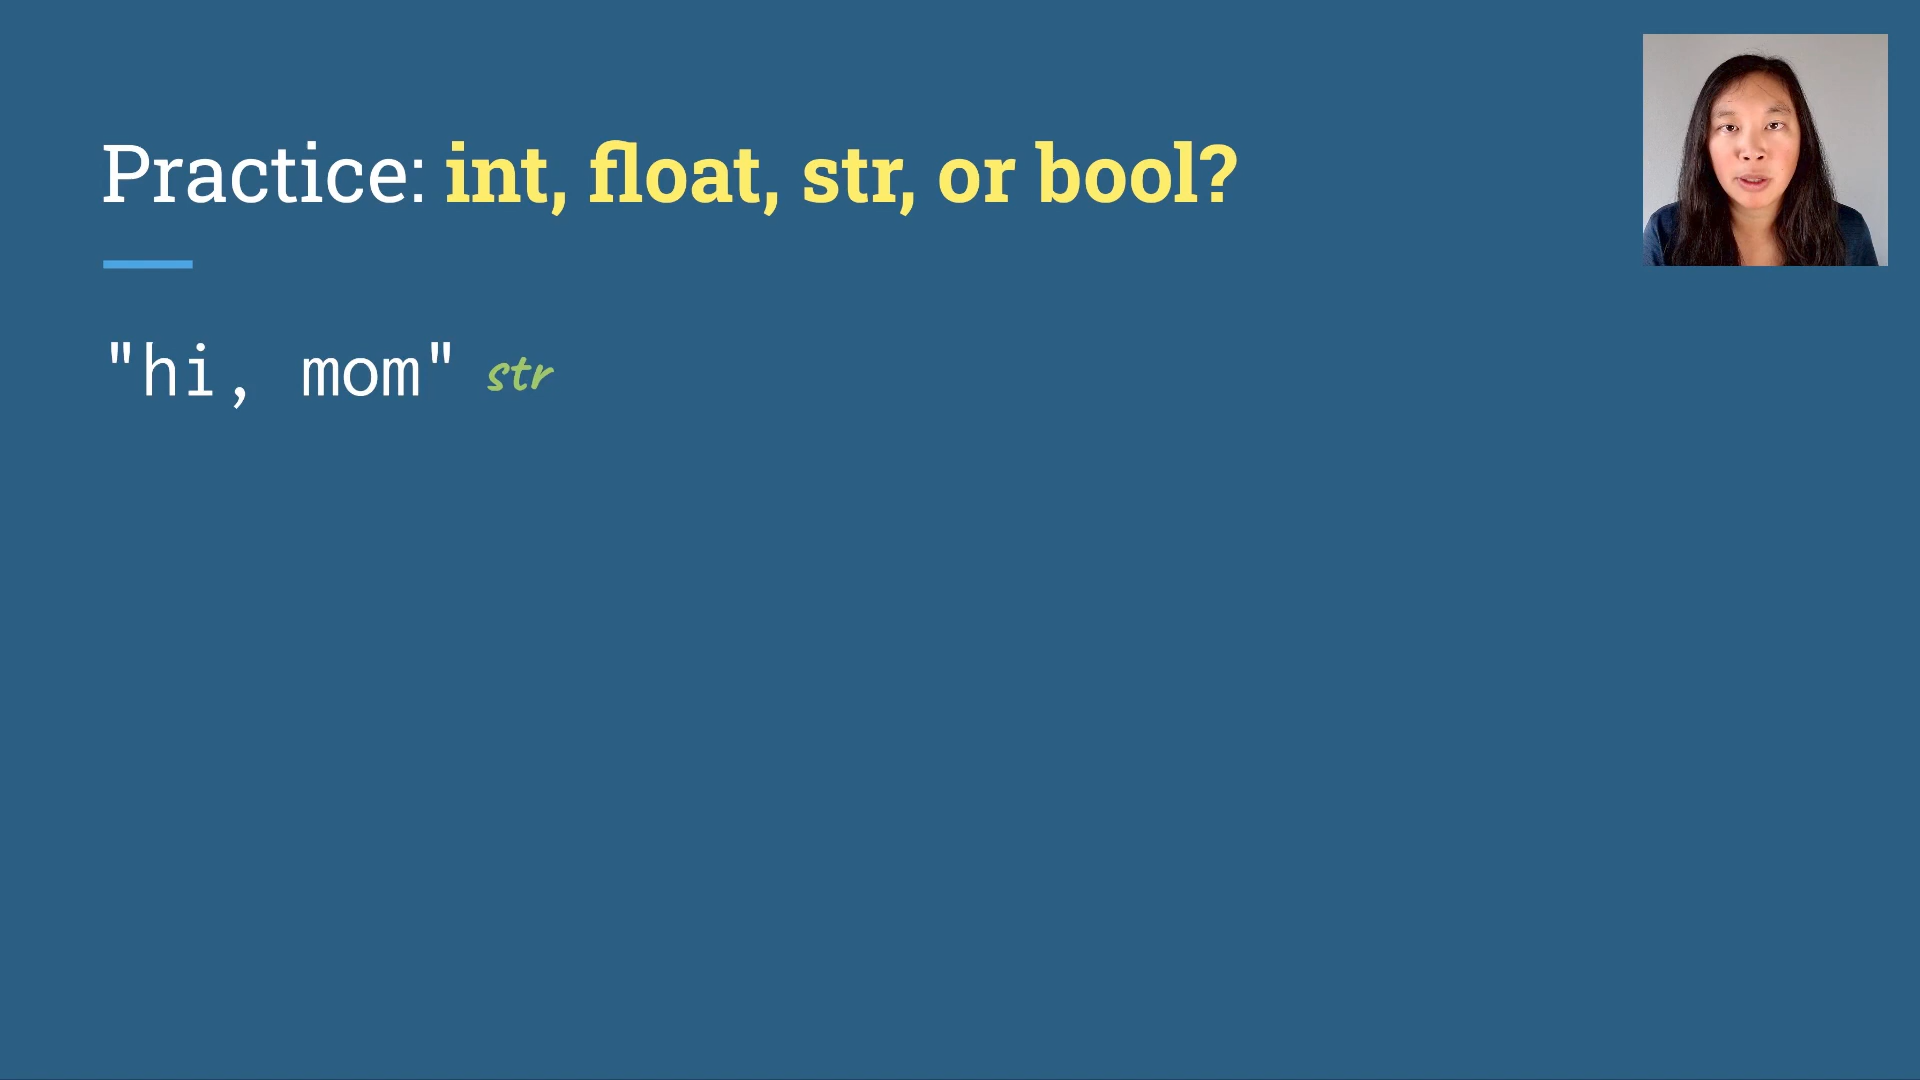 Practice: int, float, str, or bool?
"hi, mom" str